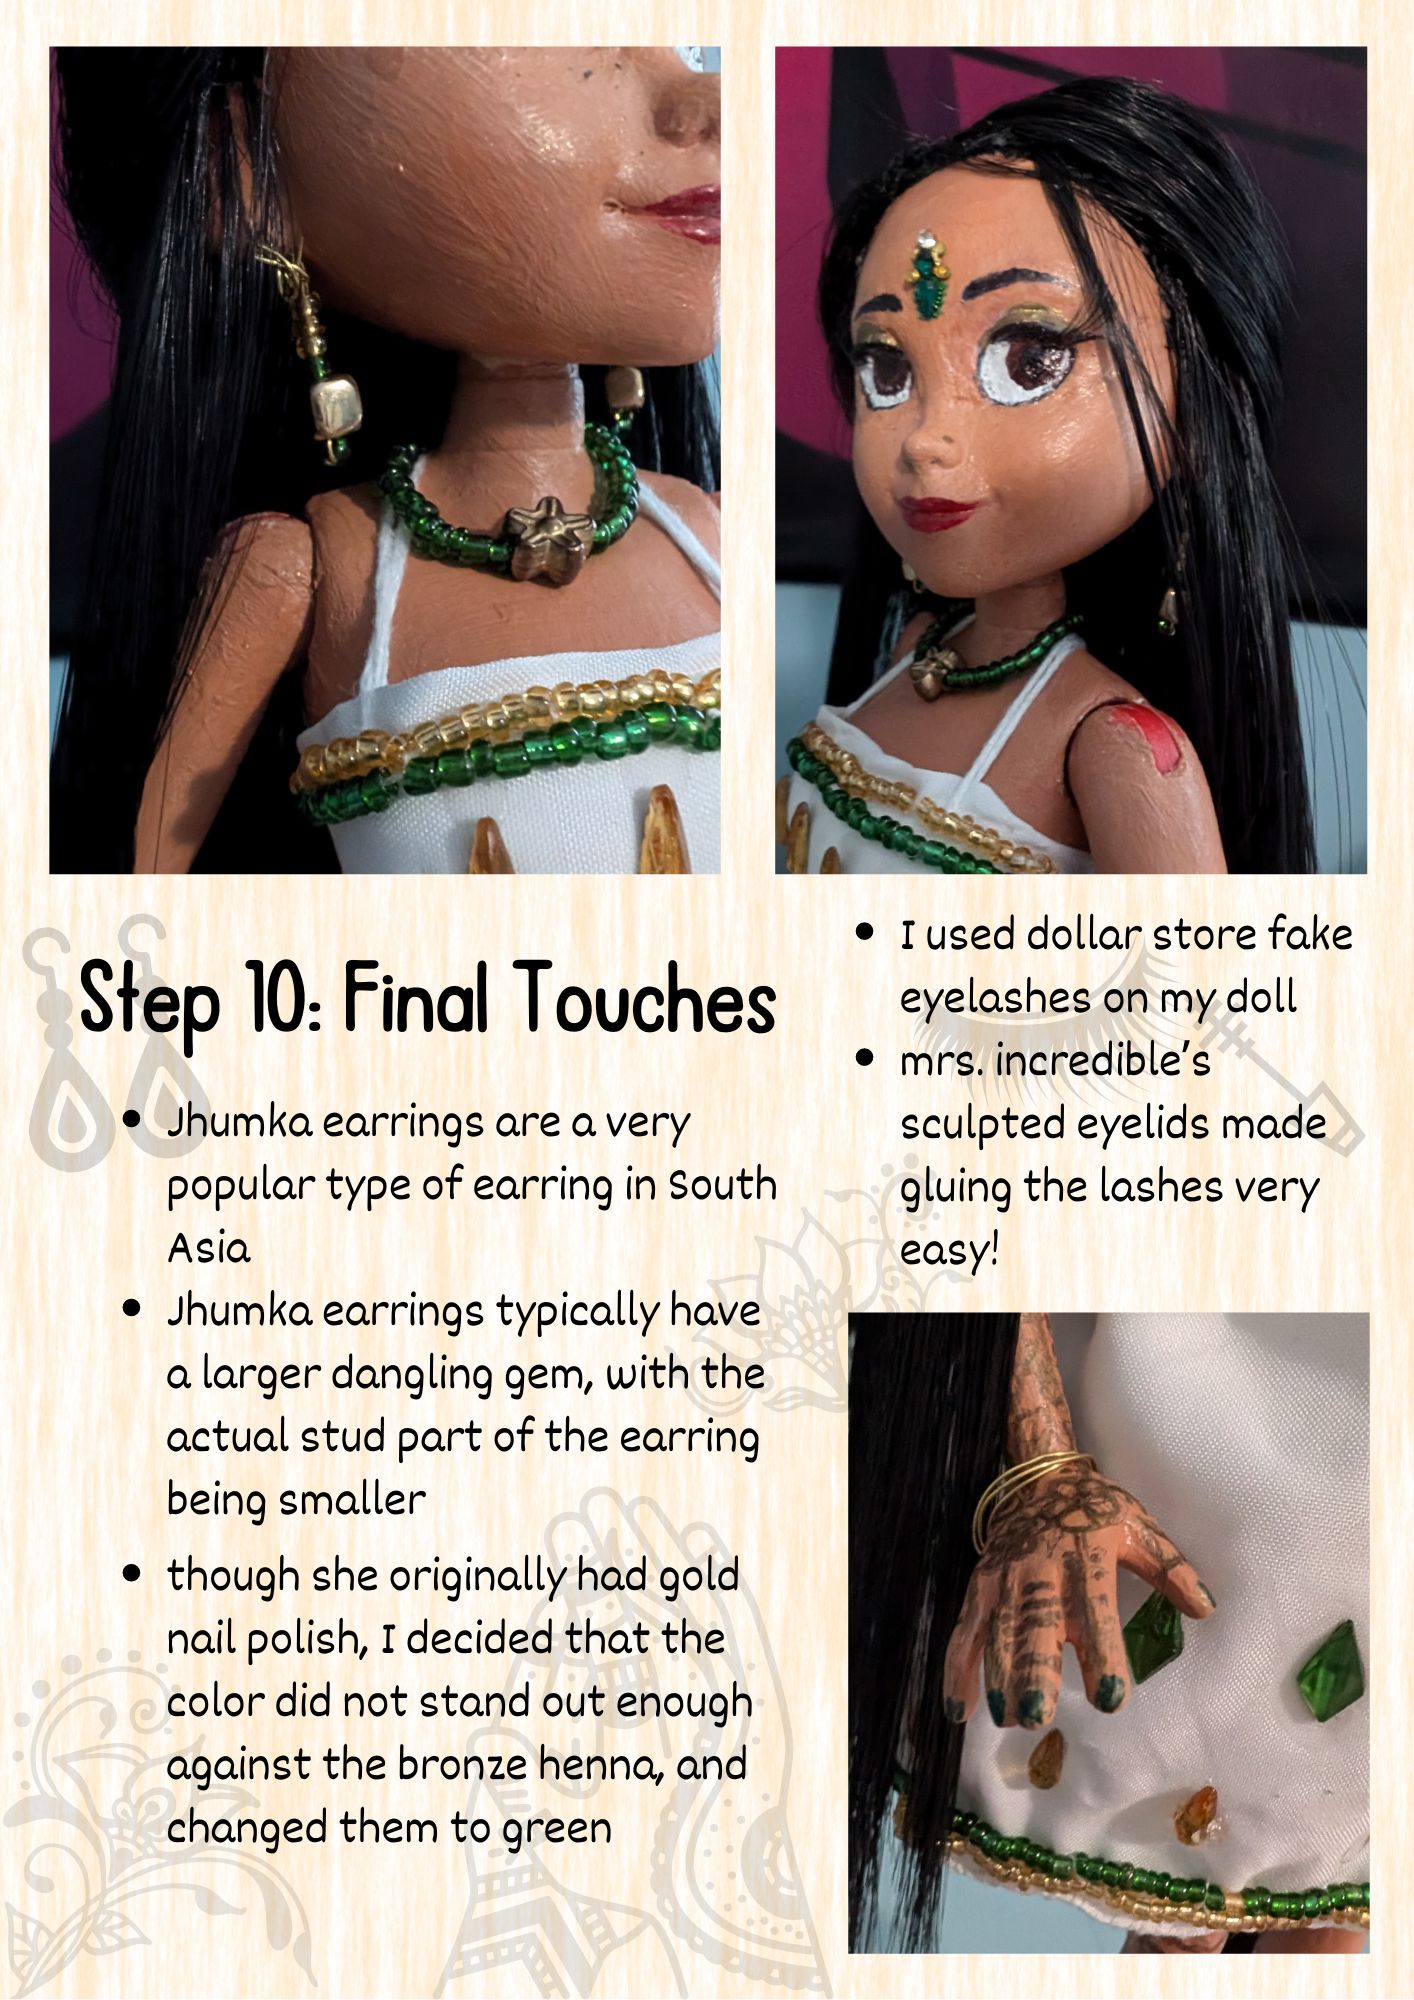 Step 10: Final Touches
• Jhumka earrings are a very
popular type of earring in South
Asia
• Jhumka earrings typically have
a larger dangling gem, with the
actual stud part of the earring
being smaller
• though she originally had gold
nail polish, I decided that the
color did not stand out enough
against the bronze henna, and
changed them to green
• I used dollar store fake
eyelashes on my doll
• mrs. incredible’s
sculpted eyelids made
gluing the lashes very
easy!